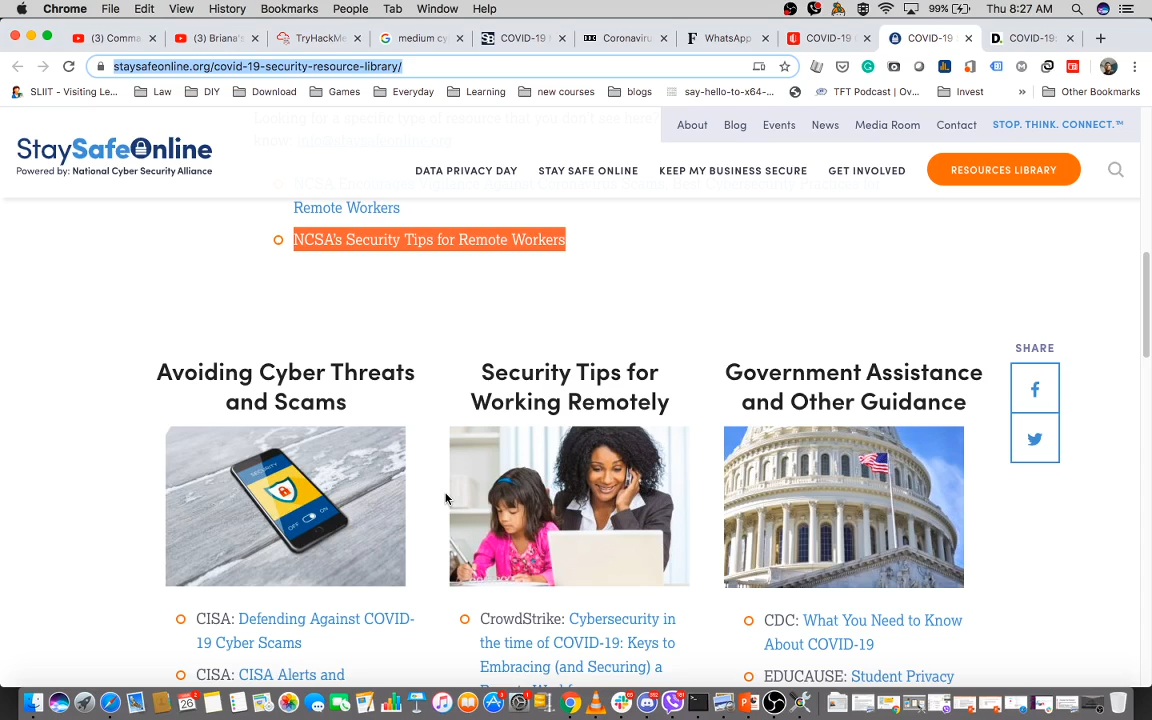 Chrome File Edit View History Bookmarks People Tab Window Help 99% Thu 8:27 AM
(3) Comma
(3) Briana's
TryHackMe
medium cy
COVID-19
Coronaviru
WhatsApp
COVID-19
COVID-19
COVID-19:
staysafeonline.org/covid-19-security-resource-library/
SLIIT - Visiting Le... Law DIY Download Games Everyday Learning new courses blogs say-hello-to-x64-... TFT Podcast | Ov... Invest » Other Bookmarks
Looking for a specific type of resource that you don't see here?
About Blog Events News Media Room Contact STOP. THINK. CONNECT.™
know: info@staysafeonline.org
StaySafeOnline
Powered by: National Cyber Security Alliance
DATA PRIVACY DAY STAY SAFE ONLINE KEEP MY BUSINESS SECURE GET INVOLVED RESOURCES LIBRARY
Remote Workers
NCSA's Security Tips for Remote Workers
SHARE
Avoiding Cyber Threats
and Scams
SECURITY
OFF ON
CISA: Defending Against COVID-
19 Cyber Scams
CISA: CISA Alerts and
Security Tips for
Working Remotely
CrowdStrike: Cybersecurity in
the time of COVID-19: Keys to
Embracing (and Securing) a
Government Assistance
and Other Guidance
CDC: What You Need to Know
About COVID-19
EDUCAUSE: Student Privacy